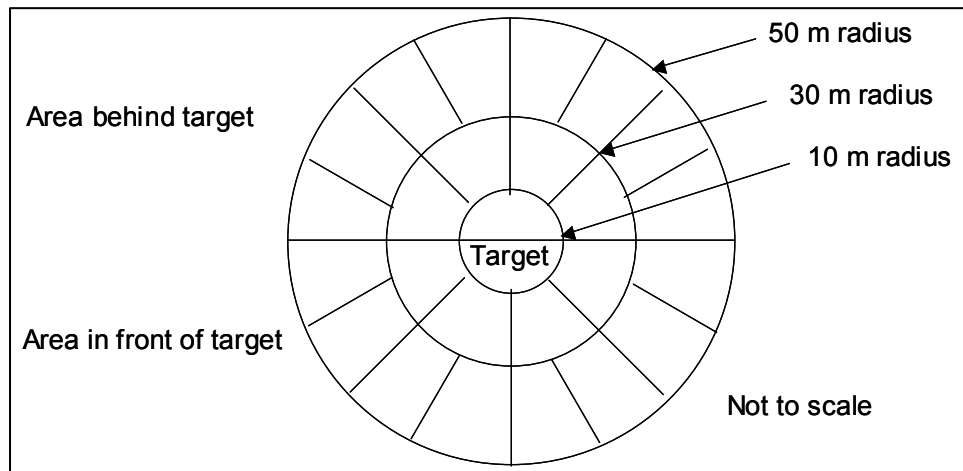 50 m radius
Area behind target
30 m radius
10 m radius
Target
Area in front of target
Not to scale